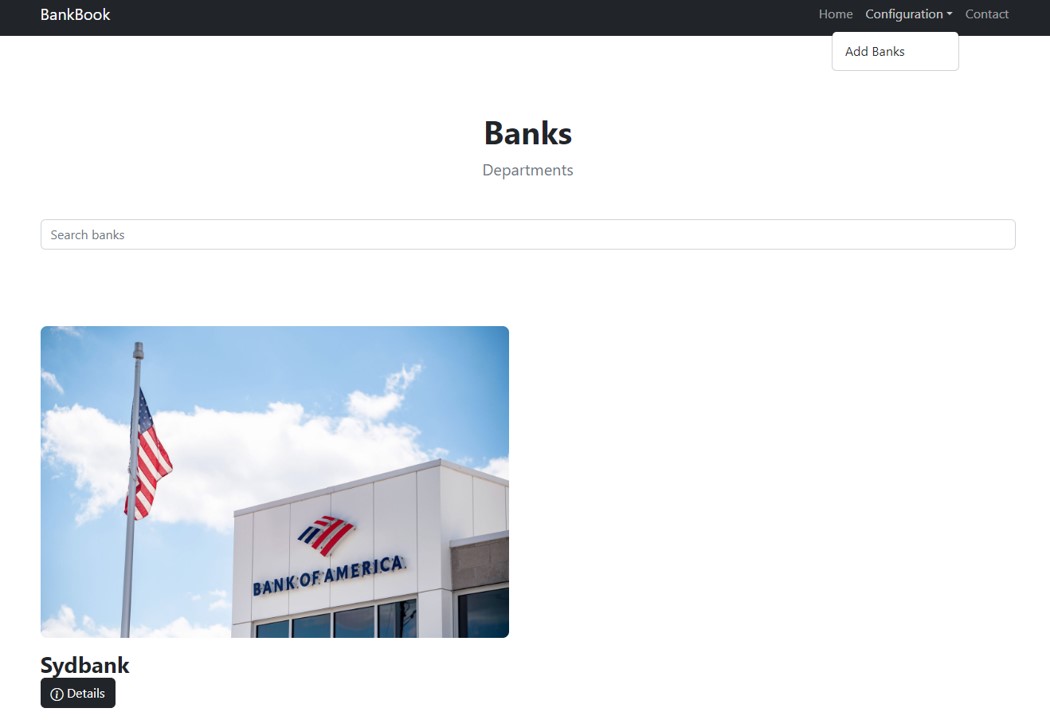 BankBook
Home Configuration Contact
Add Banks
Banks
Departments
Search banks
BANK OF AMERICA
Sydbank
Details